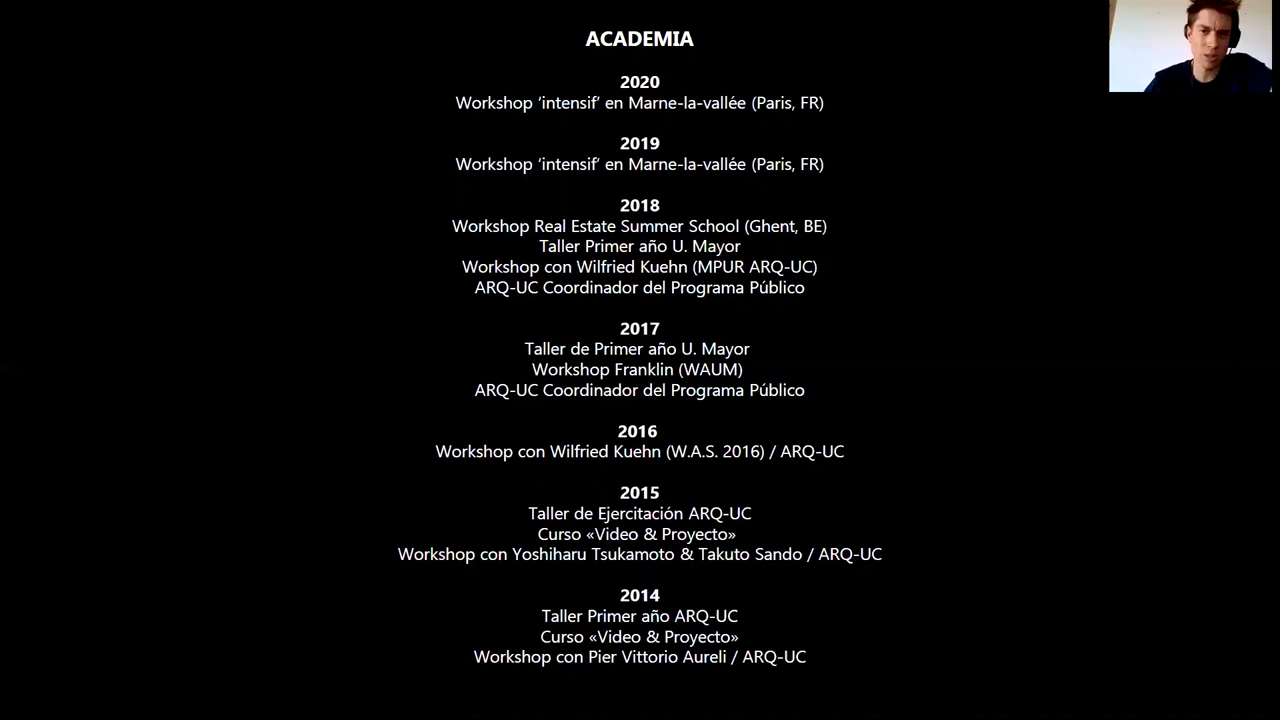 ACADEMIA
2020
Workshop ‘intensif’ en Marne-la-vallée (Paris, FR)
2019
Workshop ‘intensif’ en Marne-la-vallée (Paris, FR)
2018
Workshop Real Estate Summer School (Ghent, BE)
Taller Primer año U. Mayor
Workshop con Wilfried Kuehn (MPUR ARQ-UC)
ARQ-UC Coordinador del Programa Público
2017
Taller de Primer año U. Mayor
Workshop Franklin (WAUM)
ARQ-UC Coordinador del Programa Público
2016
Workshop con Wilfried Kuehn (W.A.S. 2016) / ARQ-UC
2015
Taller de Ejercitación ARQ-UC
Curso «Video & Proyecto»
Workshop con Yoshiharu Tsukamoto & Takuto Sando / ARQ-UC
2014
Taller Primer año ARQ-UC
Curso «Video & Proyecto»
Workshop con Pier Vittorio Aureli / ARQ-UC